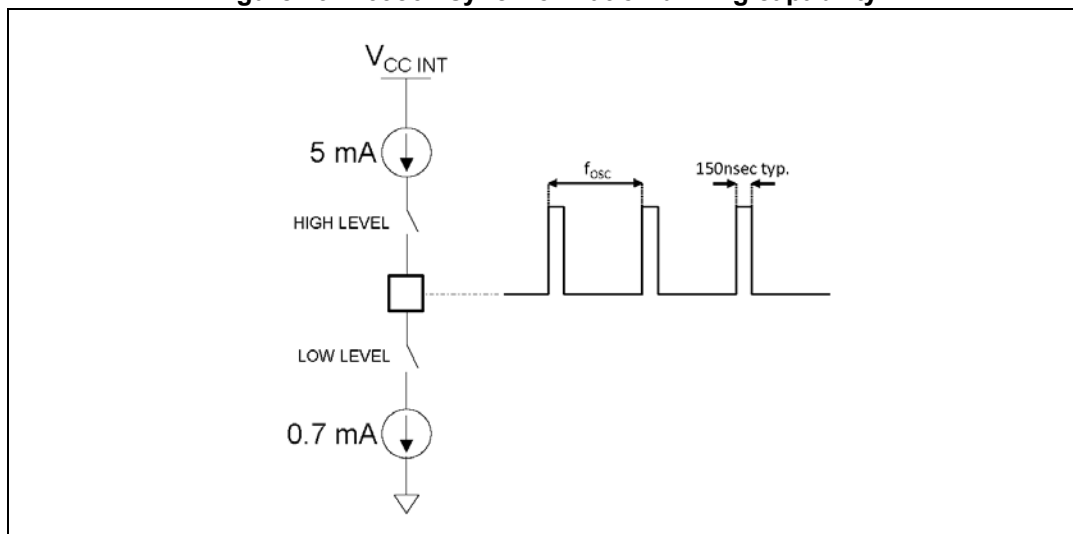 V_CC INT
5 mA
HIGH LEVEL
LOW LEVEL
0.7 mA
f_OSC
150nsec typ.